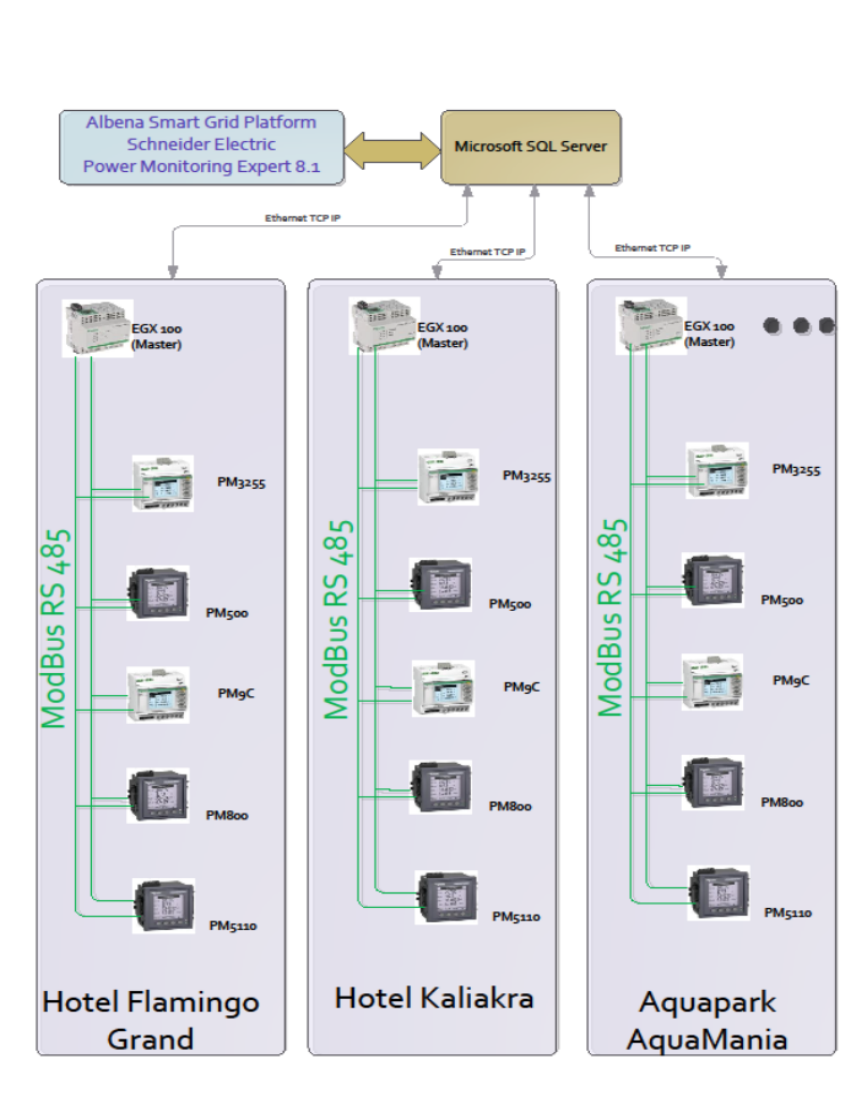 Albena Smart Grid Platform
Schneider Electric
Power Monitoring Expert 8.1
Microsoft SQL Server
Ethernet TCP IP
Ethernet TCP IP
Ethernet TCP IP
EGX 100
(Master)
PM3255
PM500
PM9C
PM800
PM5110
ModBus RS 485
Hotel Flamingo
Grand
EGX 100
(Master)
PM3255
PM500
PM9C
PM800
PM5110
ModBus RS 485
Hotel Kaliakra
EGX 100
(Master)
PM3255
PM500
PM9C
PM800
PM5110
ModBus RS 485
Aquapark
AquaMania